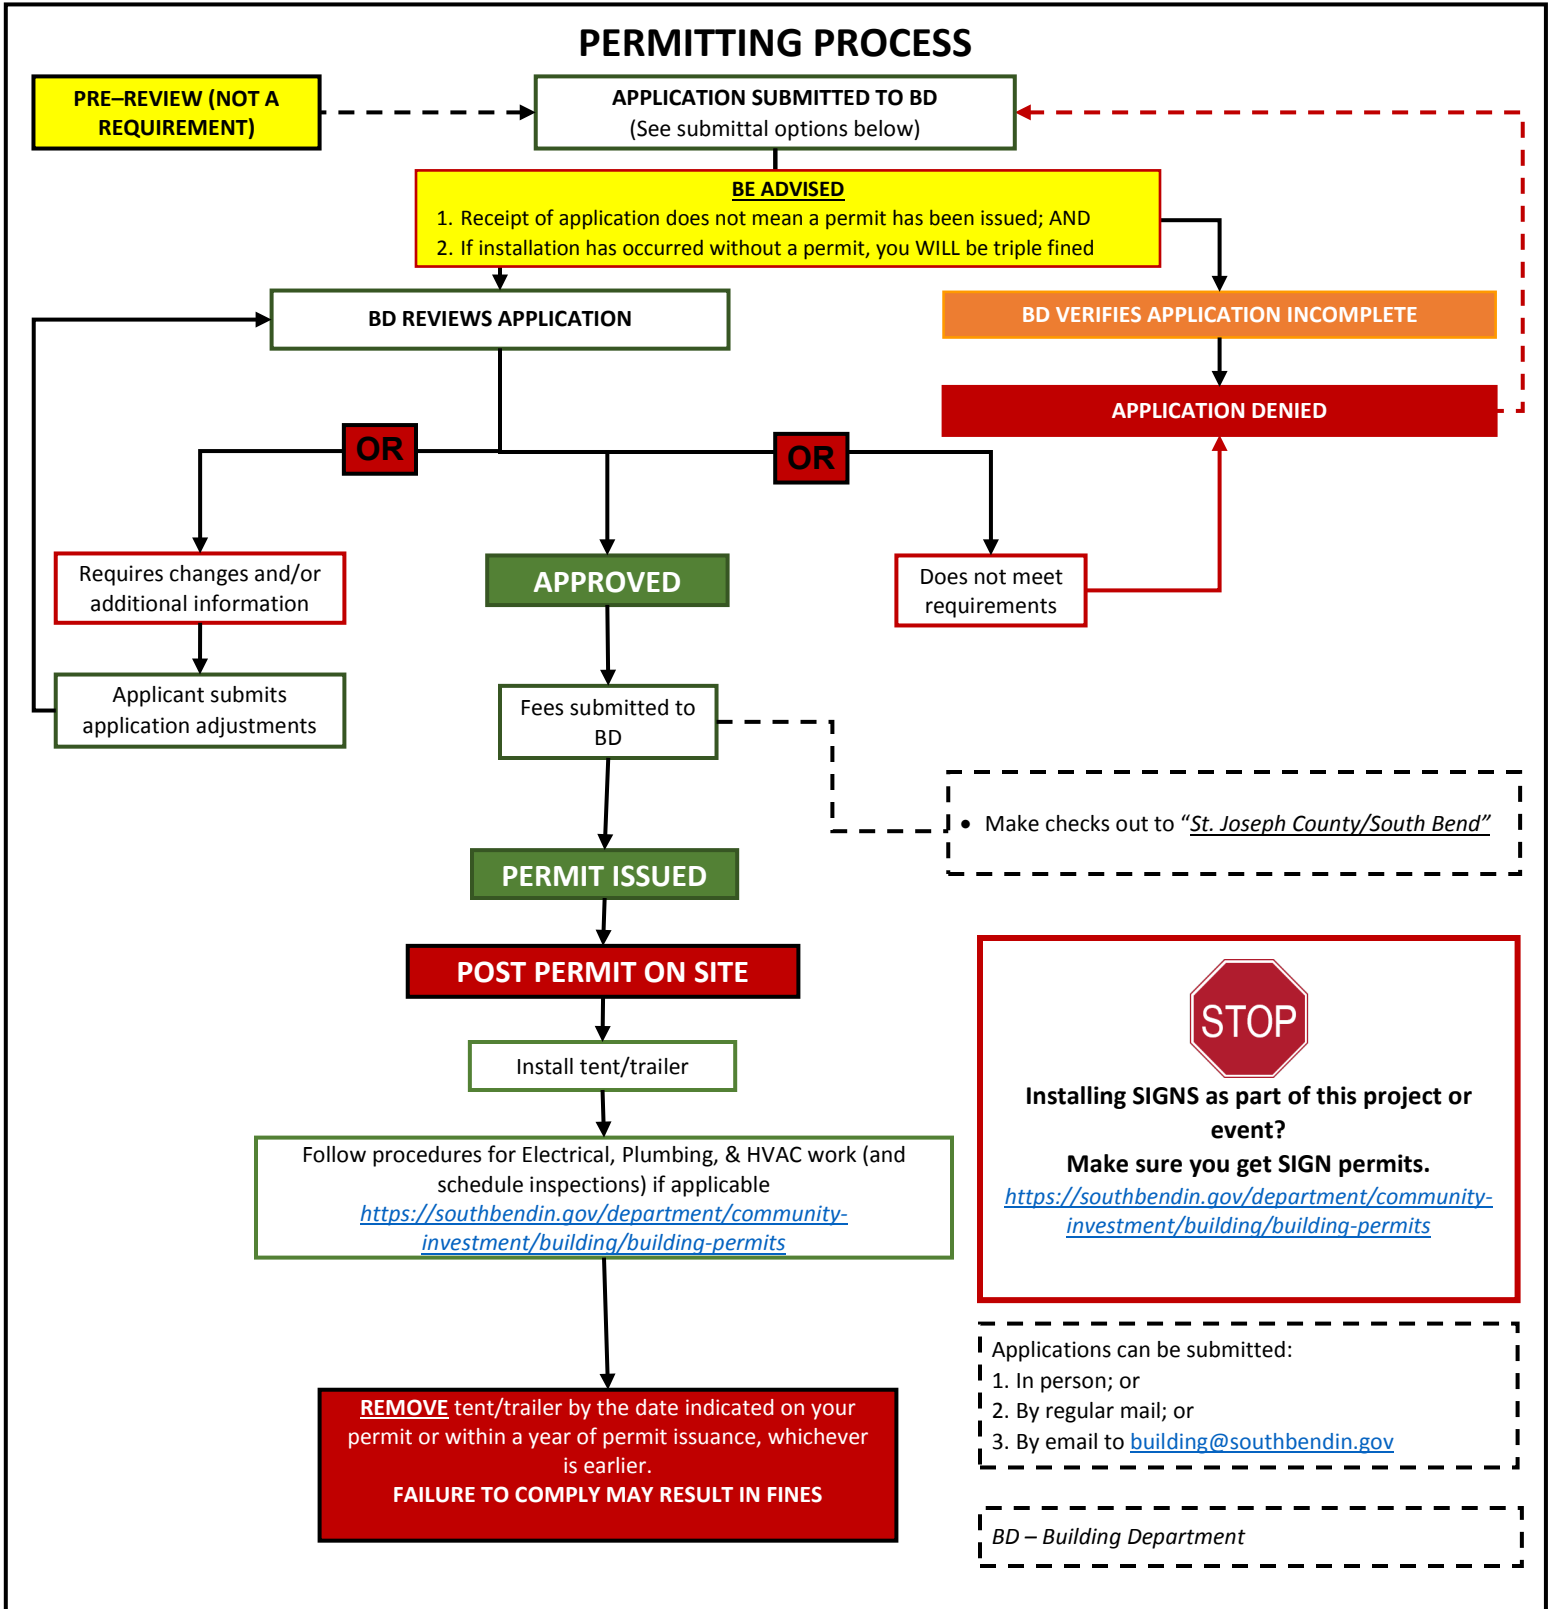 PERMITTING PROCESS
PRE–REVIEW (NOT A
REQUIREMENT)
APPLICATION SUBMITTED TO BD
(See submittal options below)
BE ADVISED
1. Receipt of application does not mean a permit has been issued; AND
2. If installation has occurred without a permit, you WILL be triple fined
BD REVIEWS APPLICATION
BD VERIFIES APPLICATION INCOMPLETE
APPLICATION DENIED
OR
OR
Requires changes and/or
additional information
APPROVED
Does not meet
requirements
Applicant submits
application adjustments
Fees submitted to
BD
• Make checks out to “St. Joseph County/South Bend”
PERMIT ISSUED
POST PERMIT ON SITE
Install tent/trailer
Follow procedures for Electrical, Plumbing, & HVAC work (and
schedule inspections) if applicable
https://southbendin.gov/department/community-
investment/building/building-permits
REMOVE tent/trailer by the date indicated on your
permit or within a year of permit issuance, whichever
is earlier.
FAILURE TO COMPLY MAY RESULT IN FINES
STOP
Installing SIGNS as part of this project or
event?
Make sure you get SIGN permits.
https://southbendin.gov/department/community-
investment/building/building-permits
Applications can be submitted:
1. In person; or
2. By regular mail; or
3. By email to building@southbendin.gov
BD – Building Department